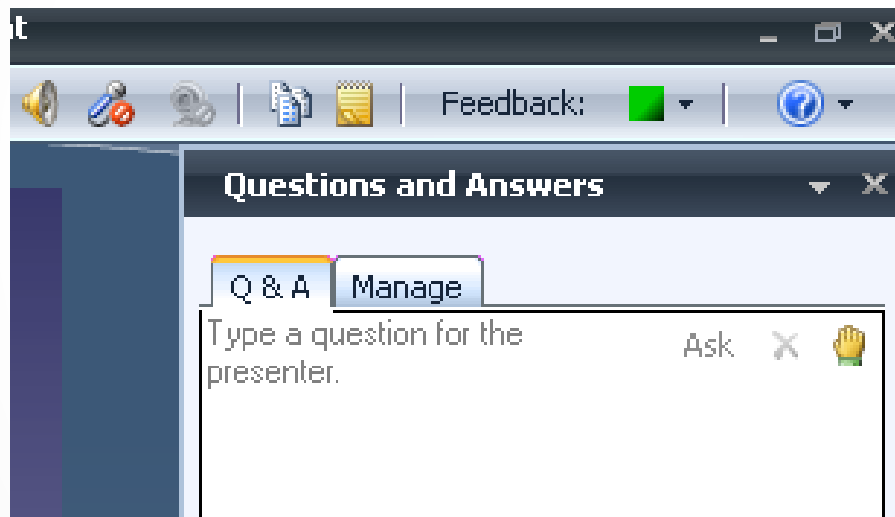 t
Feedback:
Questions and Answers
Q & A
Manage
Type a question for the
presenter.
Ask